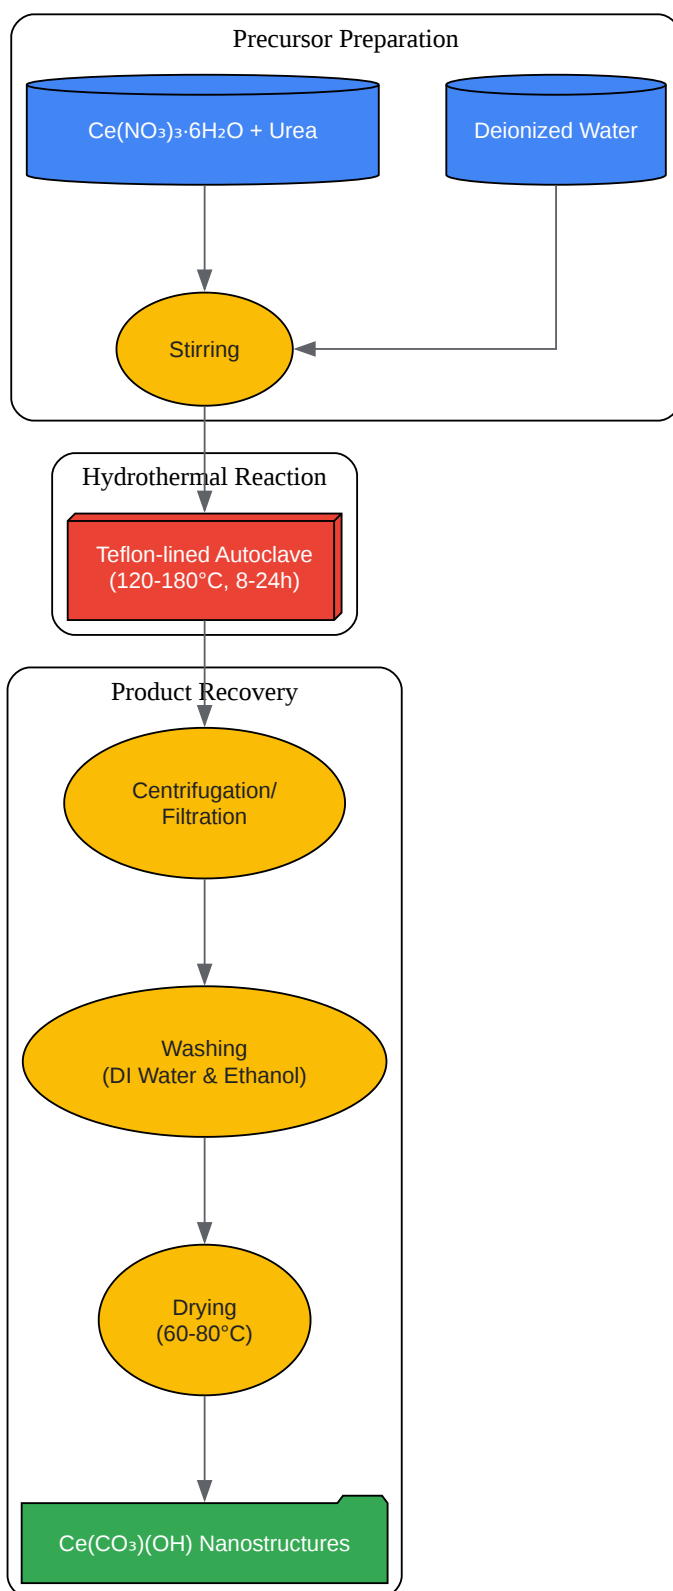 Precursor Preparation
Ce(NO₃)₃·6H₂O + Urea
Deionized Water
Stirring
Hydrothermal Reaction
Teflon-lined Autoclave
(120-180°C, 8-24h)
Product Recovery
Centrifugation/
Filtration
Washing
(DI Water & Ethanol)
Drying
(60-80°C)
Ce(CO₃)(OH) Nanostructures